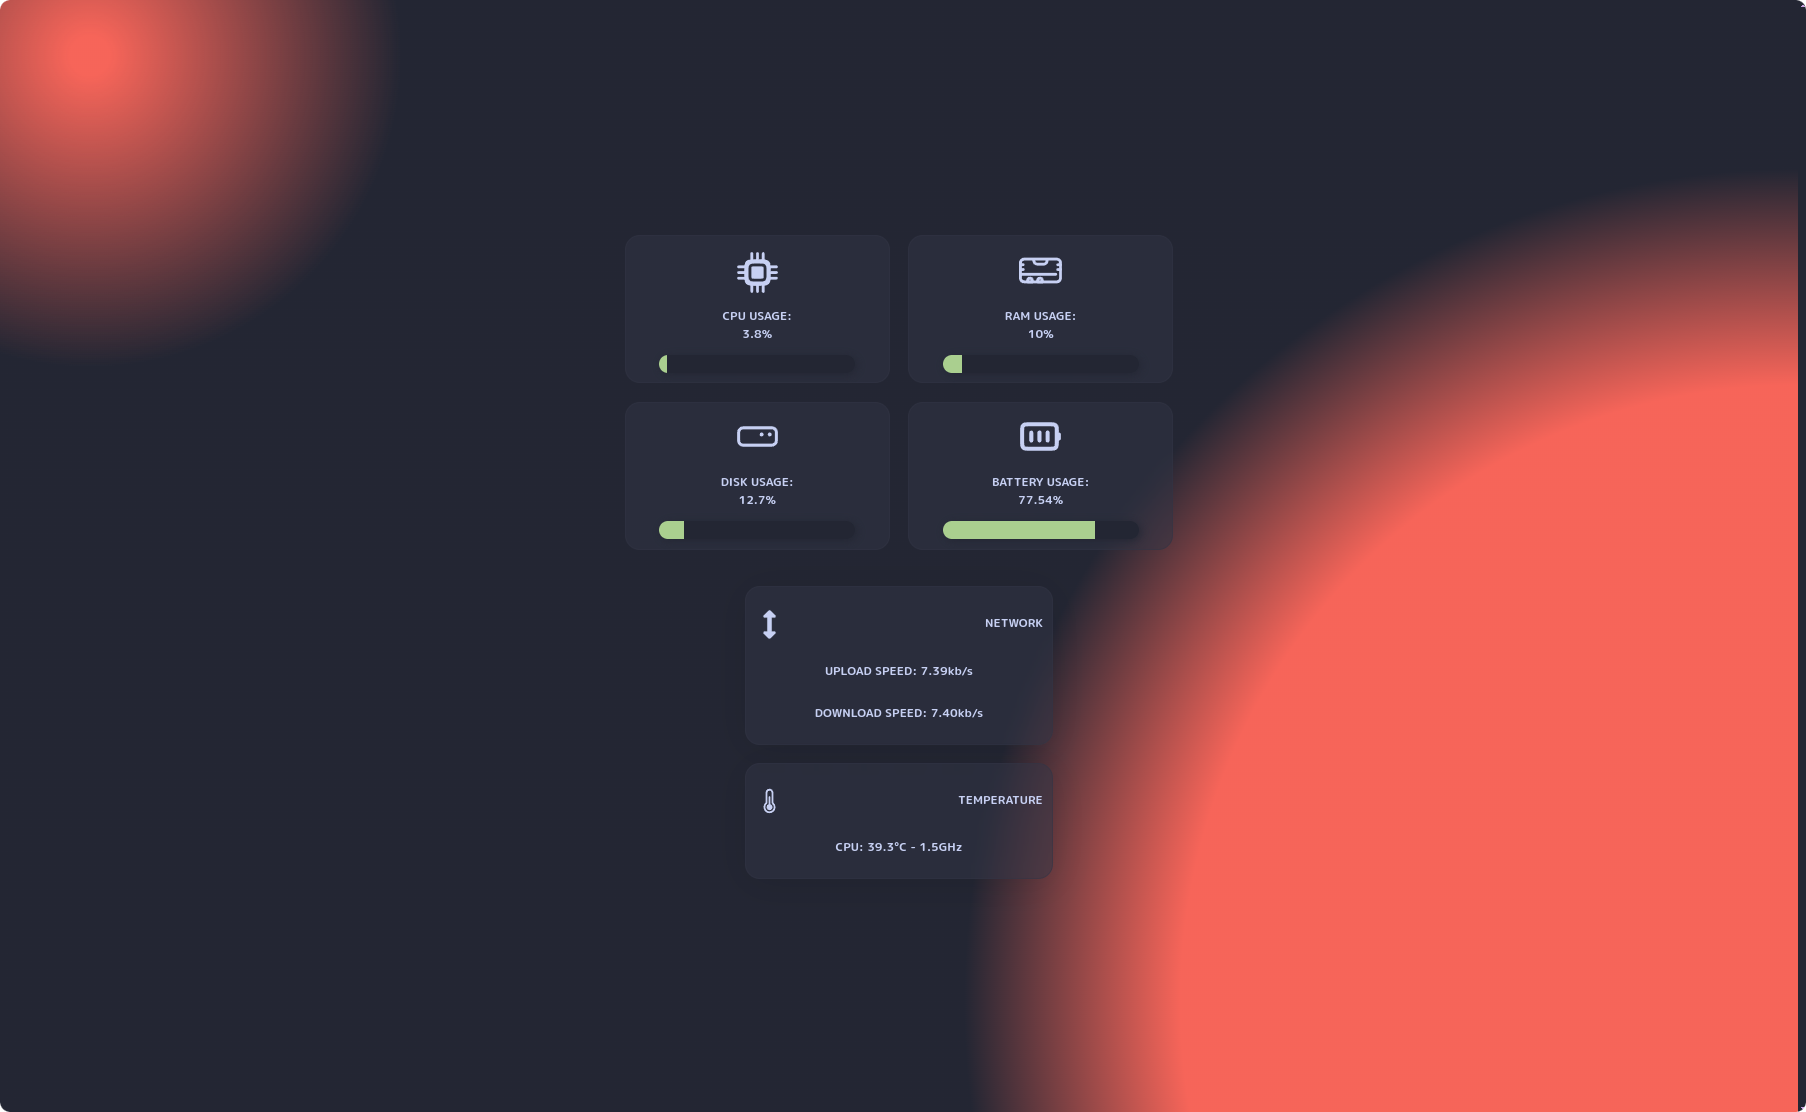 CPU USAGE:
3.8%
RAM USAGE:
10%
DISK USAGE:
12.7%
BATTERY USAGE:
77.54%
NETWORK
UPLOAD SPEED: 7.39kb/s
DOWNLOAD SPEED: 7.40kb/s
TEMPERATURE
CPU: 39.3°C - 1.5GHz